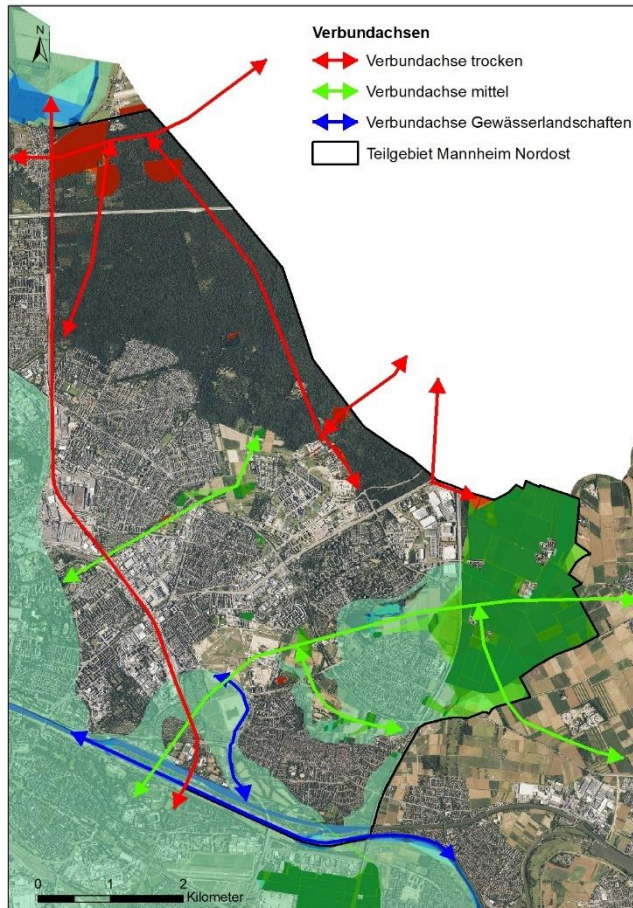 N
Verbundachsen
Verbundachse trocken
Verbundachse mittel
Verbundachse Gewässerlandschaften
Teilgebiet Mannheim Nordost
0 1 2
Kilometer